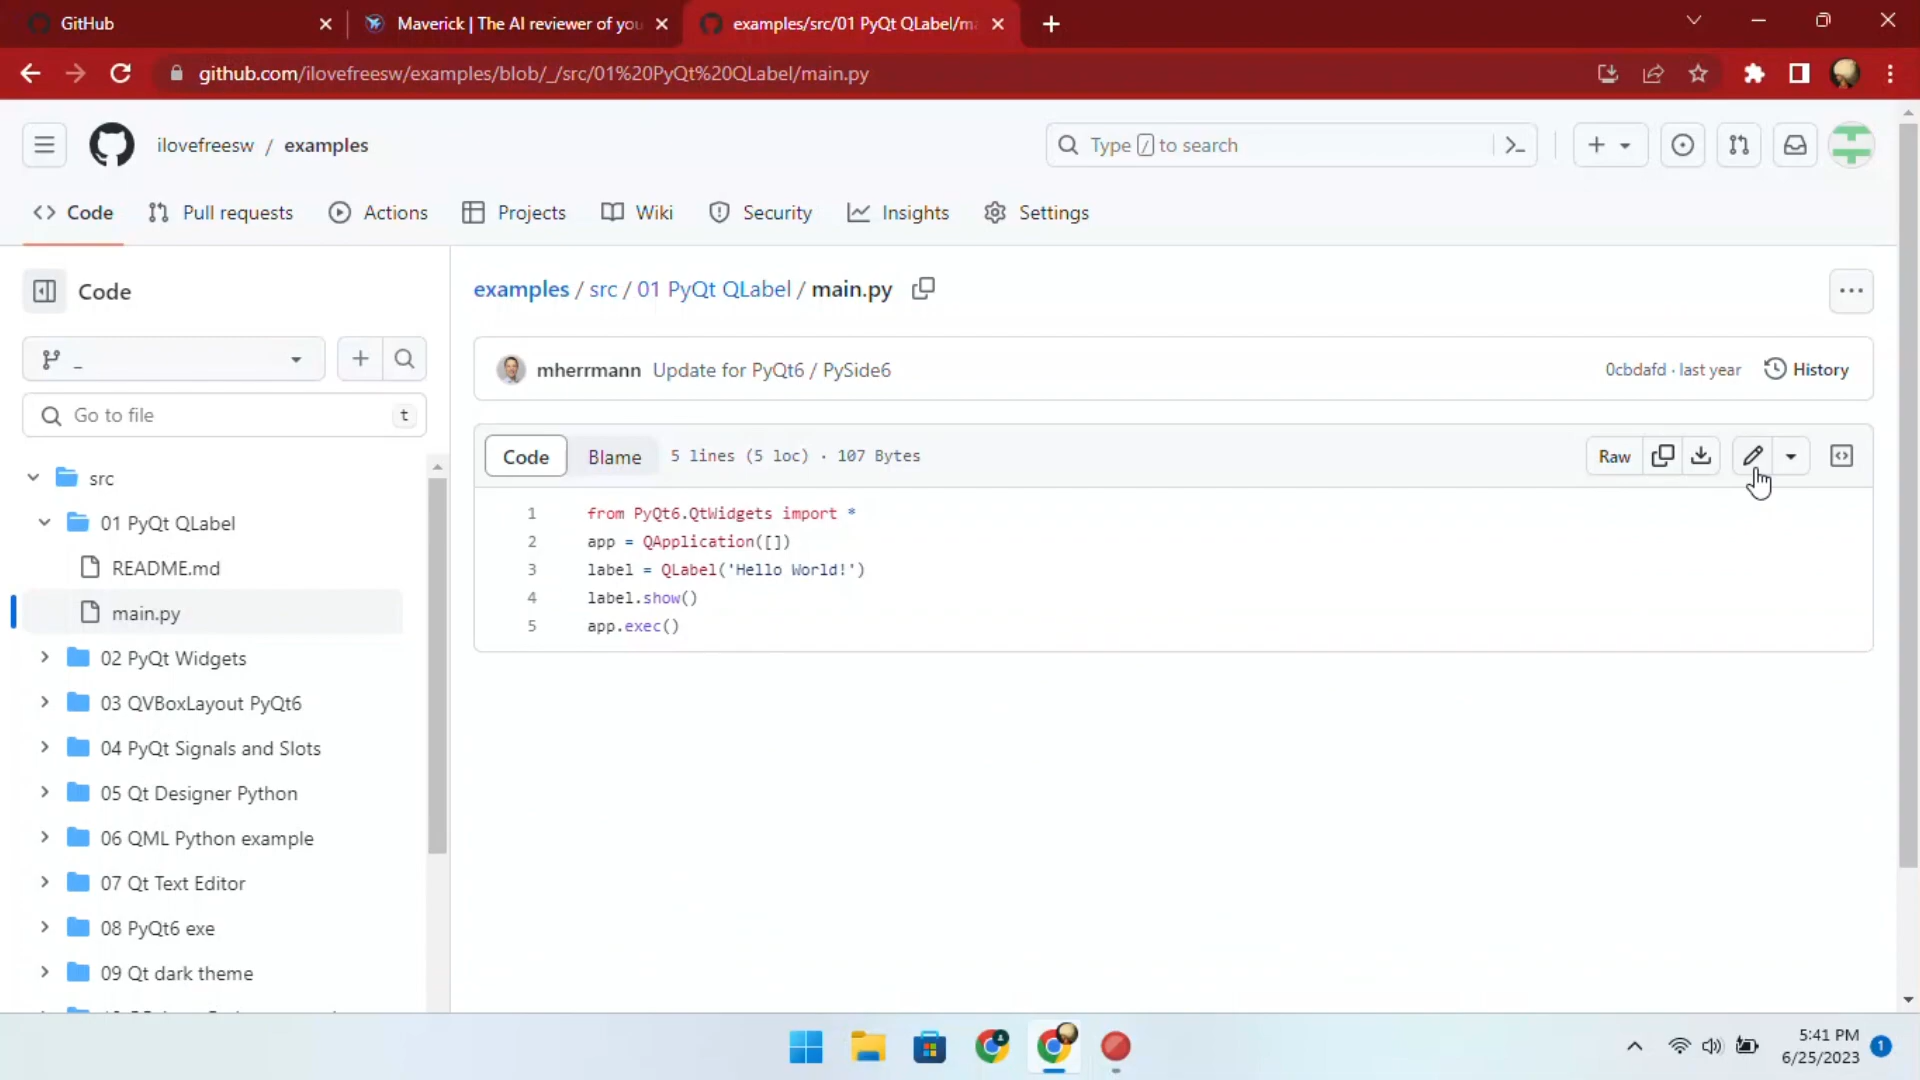 GitHub
Maverick | The AI reviewer of you
examples/src/01 PyQt QLabel/m
github.com/ilovefreesw/examples/blob/_/src/01%20PyQt%20QLabel/main.py
ilovefreesw / examples
Type / to search
Code
Pull requests
Actions
Projects
Wiki
Security
Insights
Settings
Code
_
Go to file
t
src
01 PyQt QLabel
README.md
main.py
02 PyQt Widgets
03 QVBoxLayout PyQt6
04 PyQt Signals and Slots
05 Qt Designer Python
06 QML Python example
07 Qt Text Editor
08 PyQt6 exe
09 Qt dark theme
examples / src / 01 PyQt QLabel / main.py
mherrmann Update for PyQt6 / PySide6
0cbdafd · last year
History
Code
Blame
5 lines (5 loc) · 107 Bytes
Raw
1 from PyQt6.QtWidgets import *
2 app = QApplication([])
3 label = QLabel('Hello World!')
4 label.show()
5 app.exec()
5:41 PM
6/25/2023
1